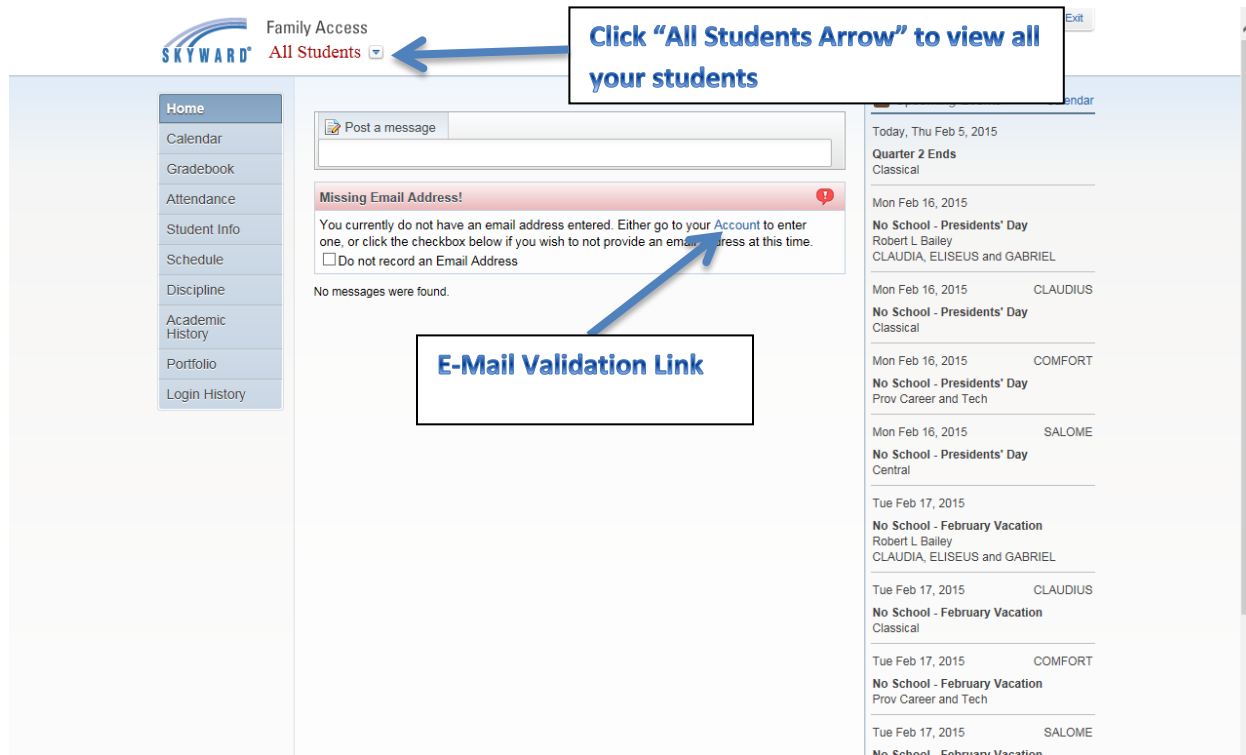 Family Access
SKYWARD®
All Students
Click “All Students Arrow” to view all
your students
Exit
Home
Calendar
Gradebook
Attendance
Student Info
Schedule
Discipline
Academic
History
Portfolio
Login History
Post a message
Missing Email Address!
You currently do not have an email address entered. Either go to your Account to enter
one, or click the checkbox below if you wish to not provide an email address at this time.
Do not record an Email Address
No messages were found.
E-Mail Validation Link
Today, Thu Feb 5, 2015
Quarter 2 Ends
Classical
Mon Feb 16, 2015
No School - Presidents' Day
Robert L Bailey
CLAUDIA, ELISEUS and GABRIEL
Mon Feb 16, 2015 CLAUDIUS
No School - Presidents' Day
Classical
Mon Feb 16, 2015 COMFORT
No School - Presidents' Day
Prov Career and Tech
Mon Feb 16, 2015 SALOME
No School - Presidents' Day
Central
Tue Feb 17, 2015
No School - February Vacation
Robert L Bailey
CLAUDIA, ELISEUS and GABRIEL
Tue Feb 17, 2015 CLAUDIUS
No School - February Vacation
Classical
Tue Feb 17, 2015 COMFORT
No School - February Vacation
Prov Career and Tech
Tue Feb 17, 2015 SALOME
No School - February Vacation